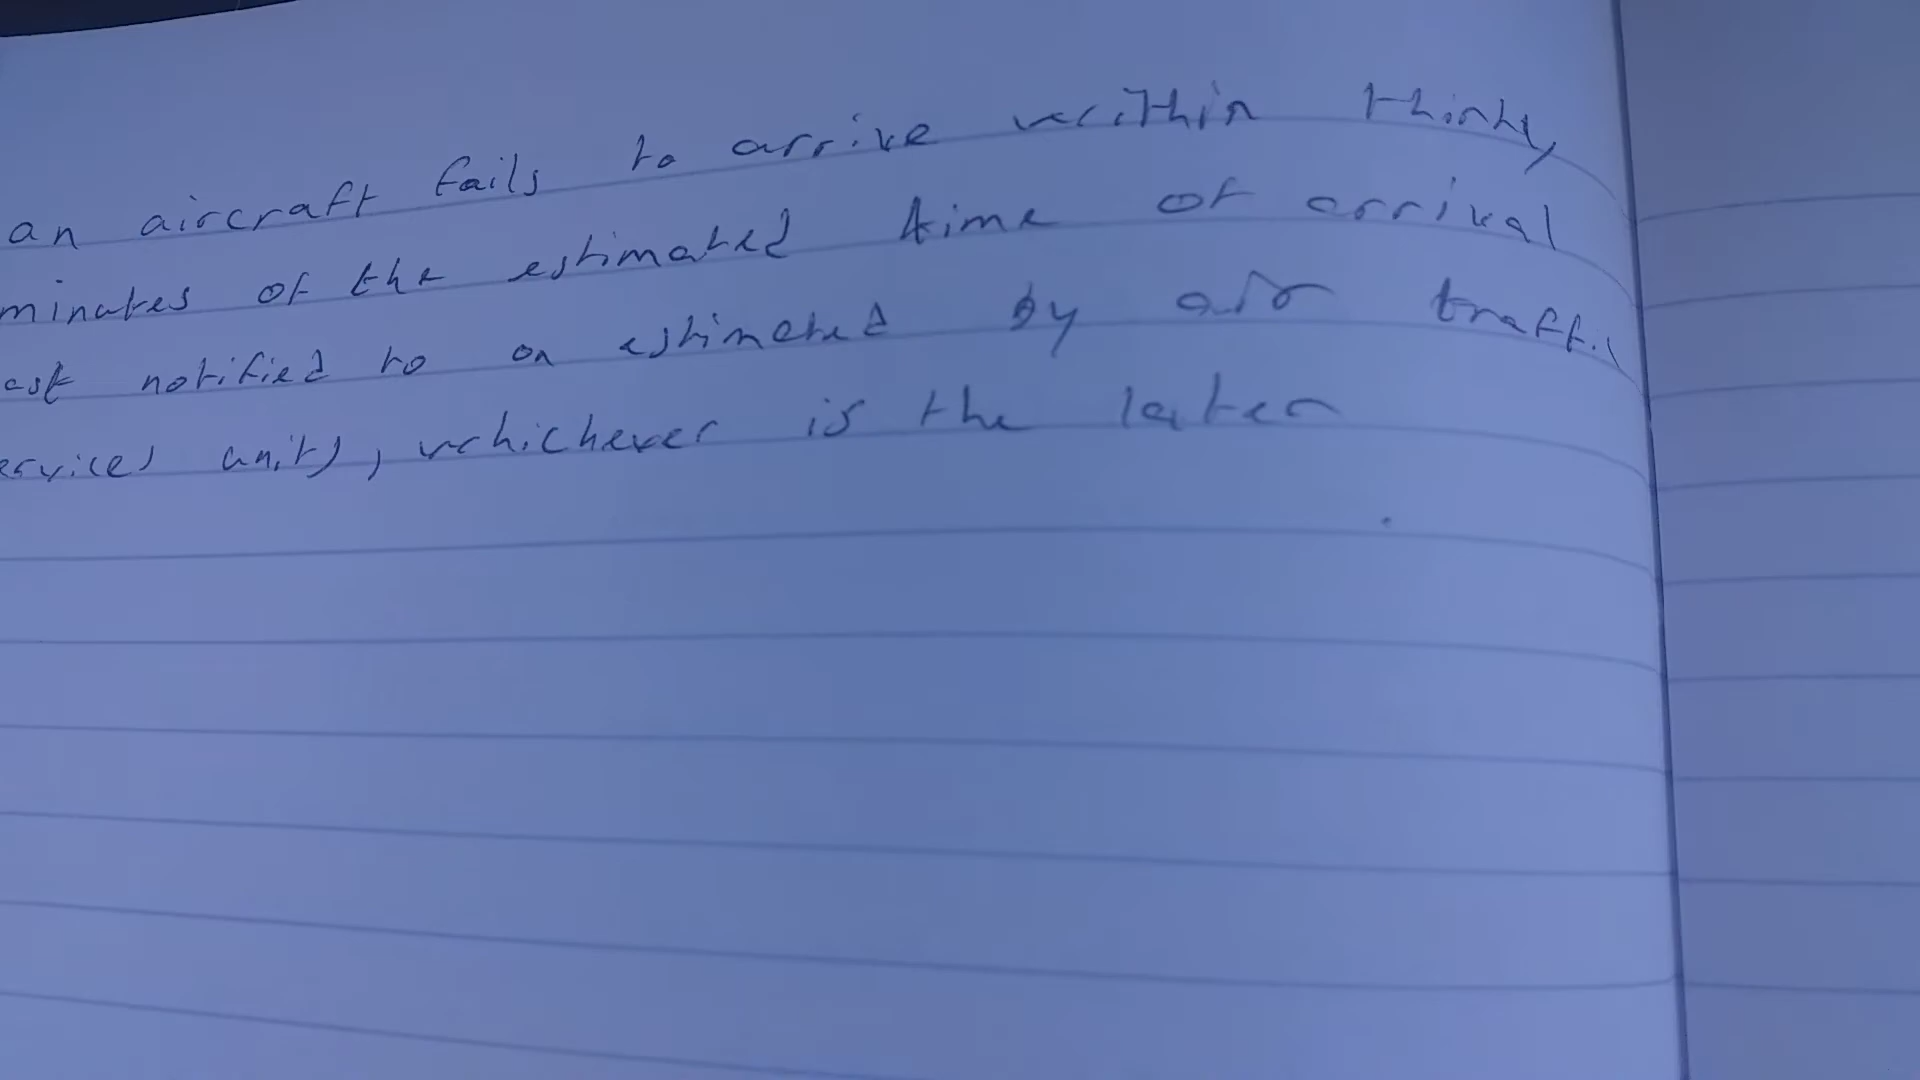 an aircraft fails to arrive within thirty
minutes of the estimated time of arrival
notified to on estimated by air traffic
units, whichever is the later